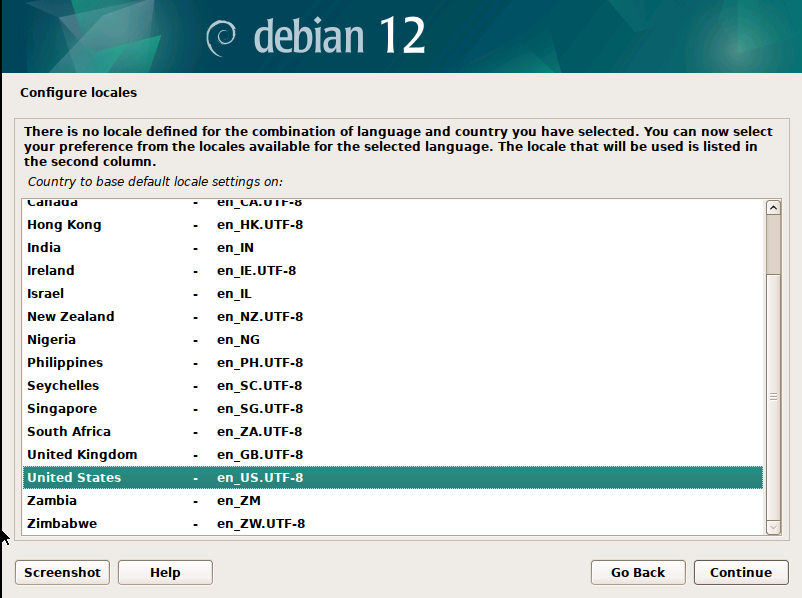 debian 12
Configure locales
There is no locale defined for the combination of language and country you have selected. You can now select
your preference from the locales available for the selected language. The locale that will be used is listed in
the second column.
Country to base default locale settings on:
Canada - en_CA.UTF-8
Hong Kong - en_HK.UTF-8
India - en_IN
Ireland - en_IE.UTF-8
Israel - en_IL
New Zealand - en_NZ.UTF-8
Nigeria - en_NG
Philippines - en_PH.UTF-8
Seychelles - en_SC.UTF-8
Singapore - en_SG.UTF-8
South Africa - en_ZA.UTF-8
United Kingdom - en_GB.UTF-8
United States - en_US.UTF-8
Zambia - en_ZM
Zimbabwe - en_ZW.UTF-8
Screenshot Help Go Back Continue